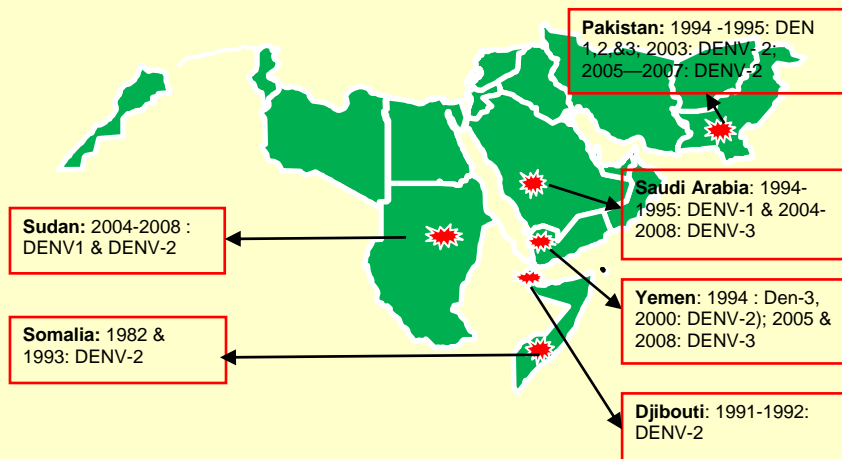 Pakistan: 1994 -1995: DEN
1,2,&3; 2003: DENV- 2;
2005—2007: DENV-2
Saudi Arabia: 1994-
1995: DENV-1 & 2004-
2008: DENV-3
Sudan: 2004-2008 :
DENV1 & DENV-2
Yemen: 1994 : Den-3,
2000: DENV-2); 2005 &
2008: DENV-3
Somalia: 1982 &
1993: DENV-2
Djibouti: 1991-1992:
DENV-2